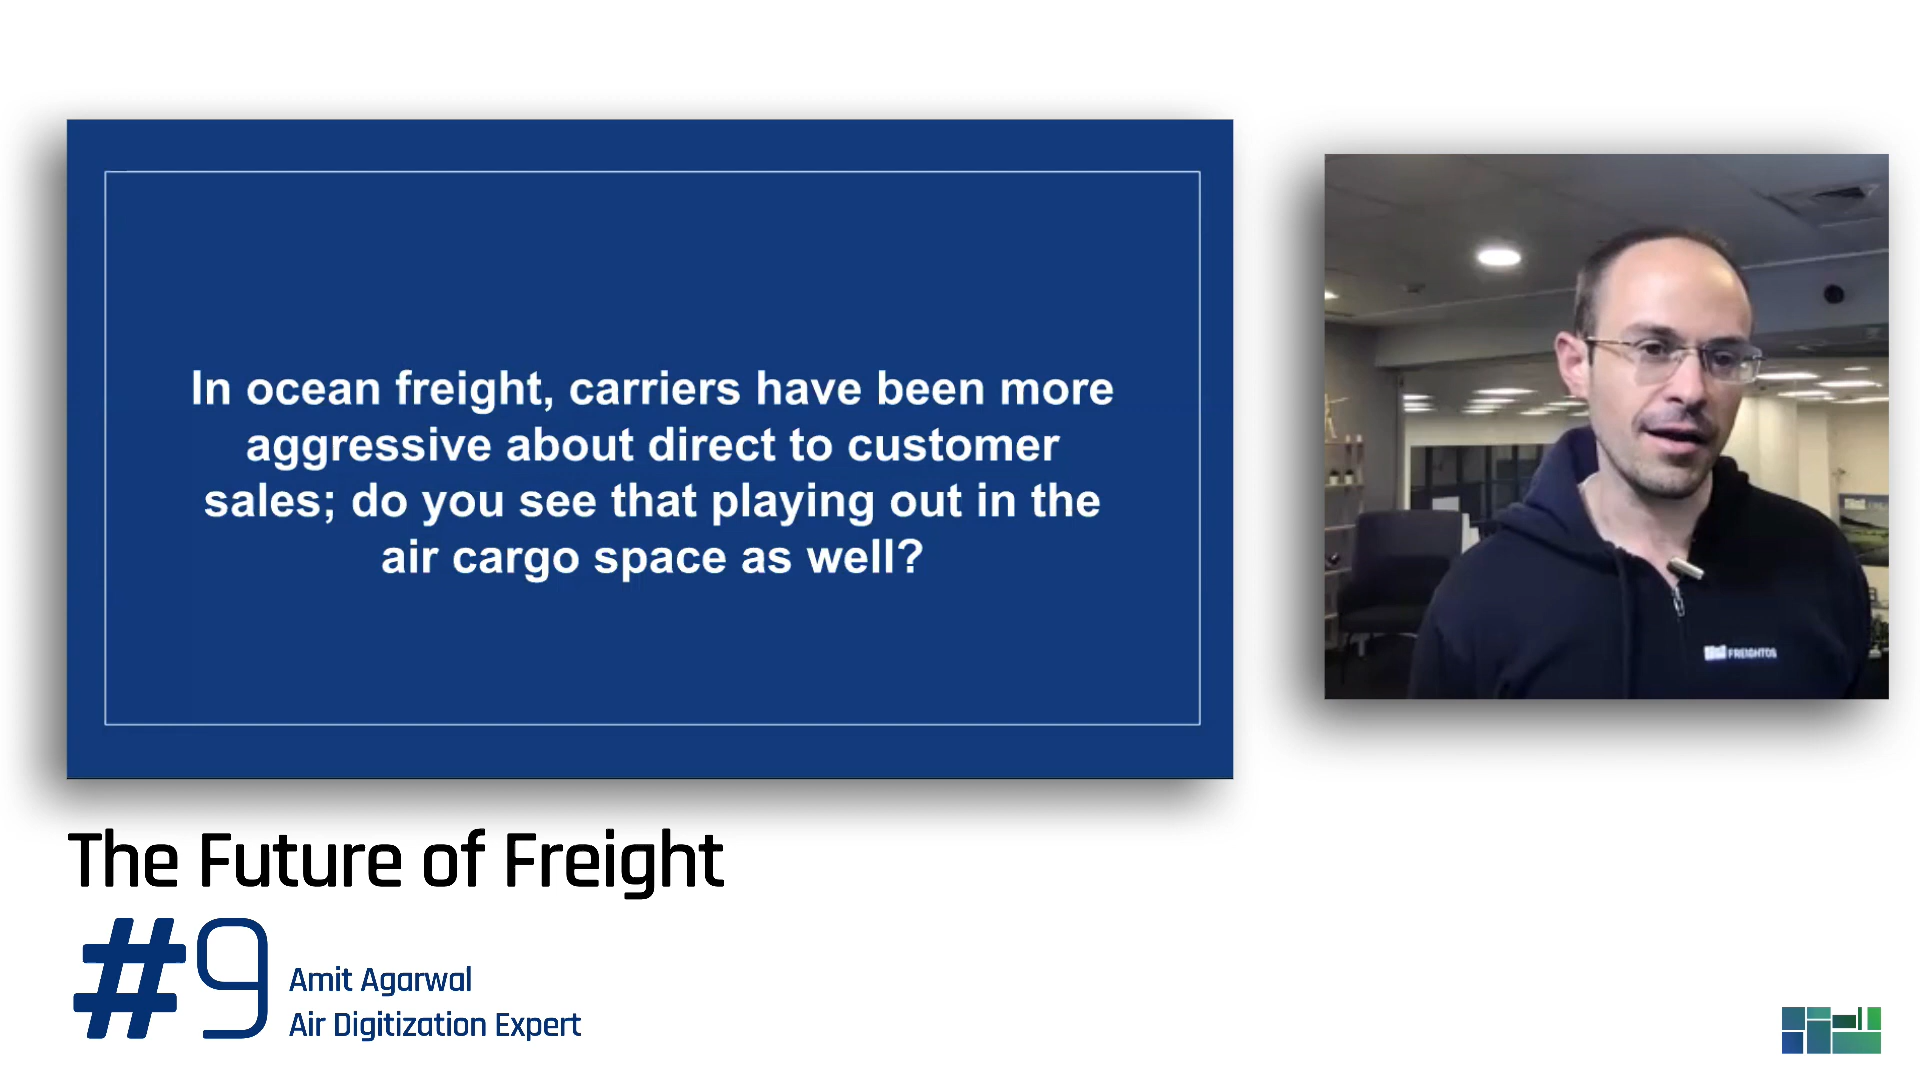 In ocean freight, carriers have been more
aggressive about direct to customer
sales; do you see that playing out in the
air cargo space as well?
FREIGHTOS
The Future of Freight
#9
Amit Agarwal
Air Digitization Expert